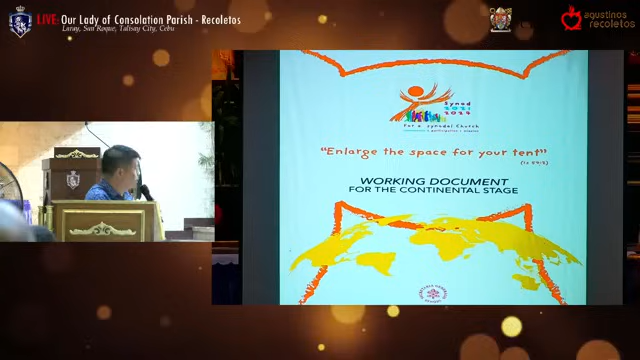 LIVE: Our Lady of Consolation Parish - Recoletos
Laray, San Roque, Talisay City, Cebu
agustinos
recoletos
Synod
2021
2024
For a synodal Church
“Enlarge the space for your tent”
(Is 54:2)
WORKING DOCUMENT
FOR THE CONTINENTAL STAGE